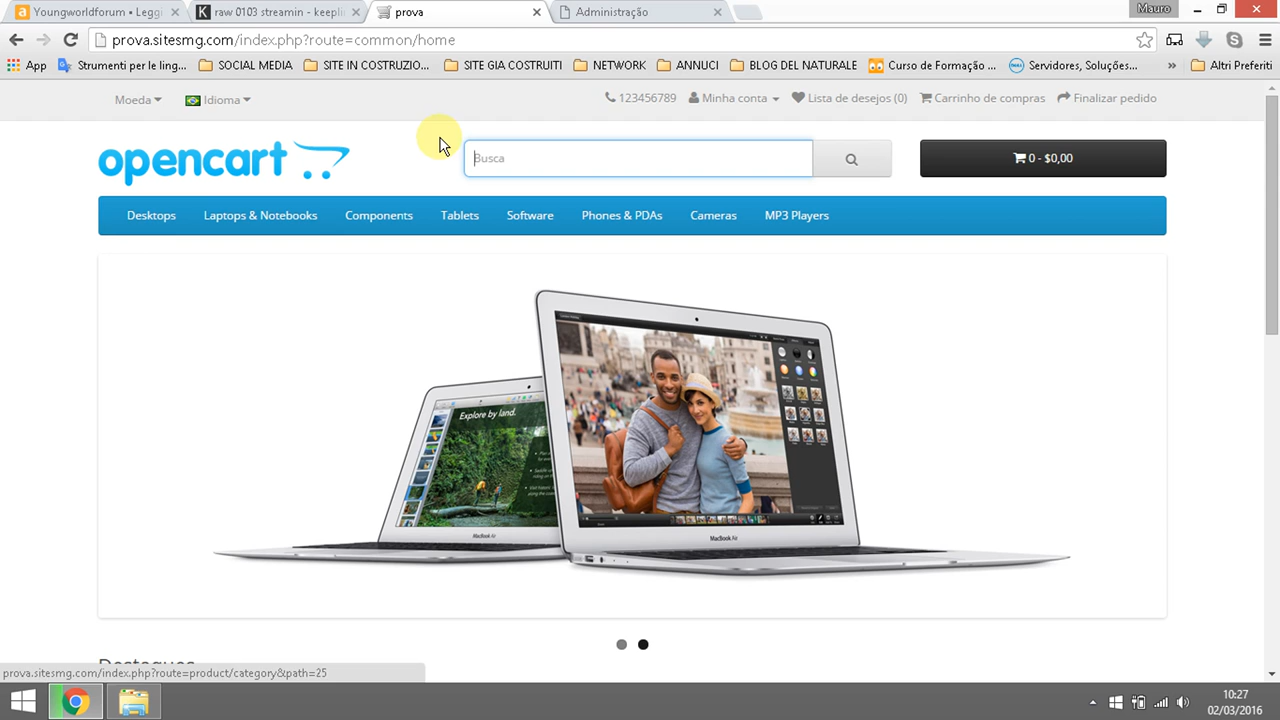 Youngworldforum • Leggi
raw 0103 streamin - keeplin
prova
Administração
Mauro
prova.sitesmg.com/index.php?route=common/home
App
Strumenti per le ling...
SOCIAL MEDIA
SITE IN COSTRUZIO...
SITE GIA COSTRUITI
NETWORK
ANNUCI
BLOG DEL NATURALE
Curso de Formação ...
Servidores, Soluções...
»
Altri Preferiti
Moeda
Idioma
123456789
Minha conta
Lista de desejos (0)
Carrinho de compras
Finalizar pedido
opencart
Busca
0 - $0,00
Desktops
Laptops & Notebooks
Components
Tablets
Software
Phones & PDAs
Cameras
MP3 Players
Explore by land.
MacBook Air
MacBook Air
Destaques
prova.sitesmg.com/index.php?route=product/category&path=25
10:27
02/03/2016